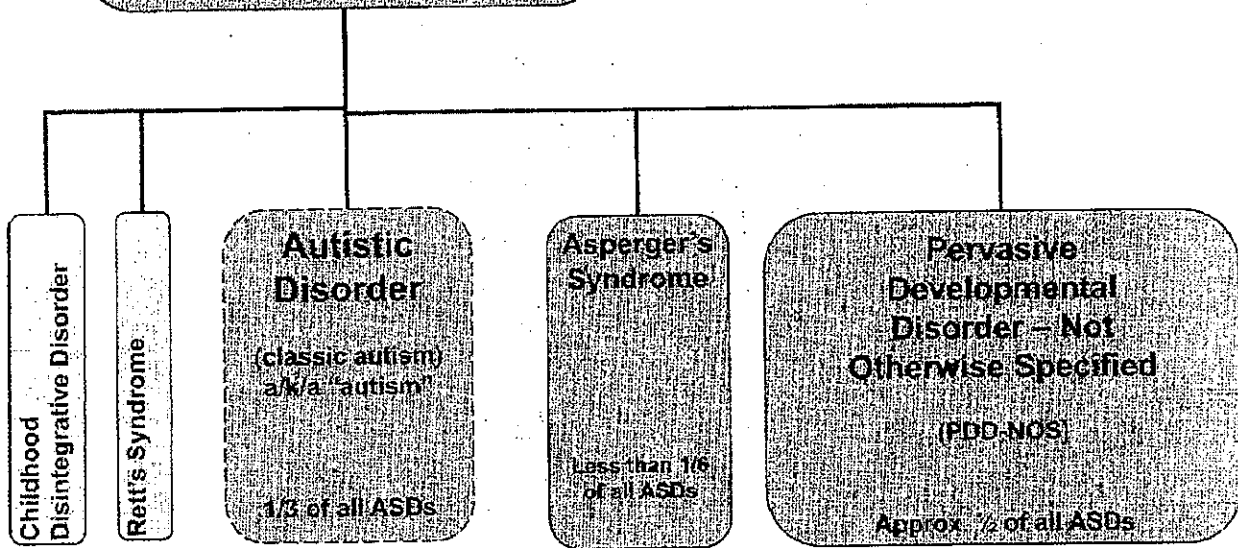 Childhood
Disintegrative Disorder
Rett's Syndrome
Autistic
Disorder
(classic autism)
a/k/a "autism"
1/3 of all ASDs
Asperger's
Syndrome
Less than 1/6
of all ASDs
Pervasive
Developmental
Disorder – Not
Otherwise Specified
(PDD-NOS)
Approx ½ of all ASDs